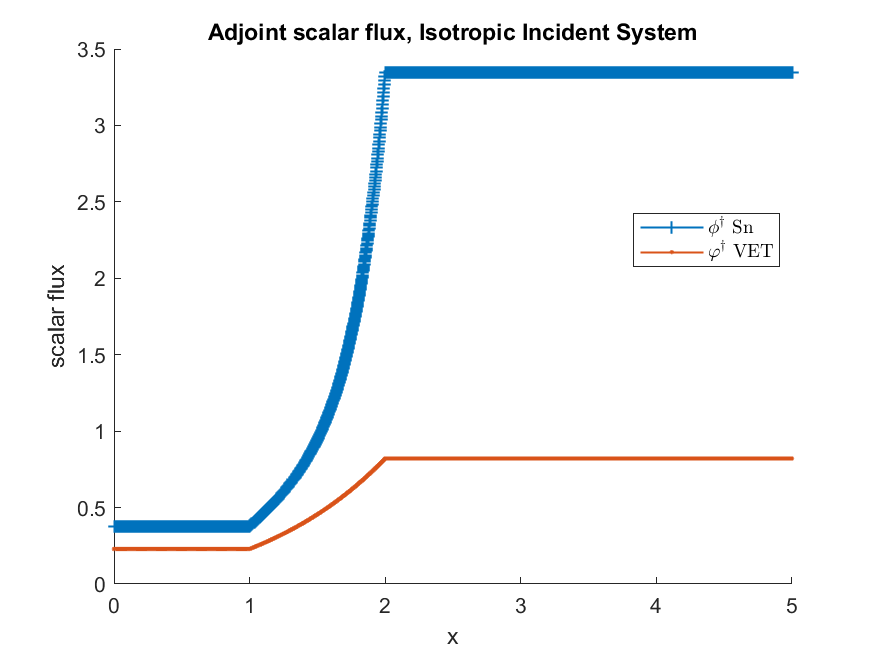 Adjoint scalar flux, Isotropic Incident System
3.5
3
2.5
2
1.5
1
0.5
0
scalar flux
ϕ† Sn
φ† VET
0 1 2 3 4 5
x